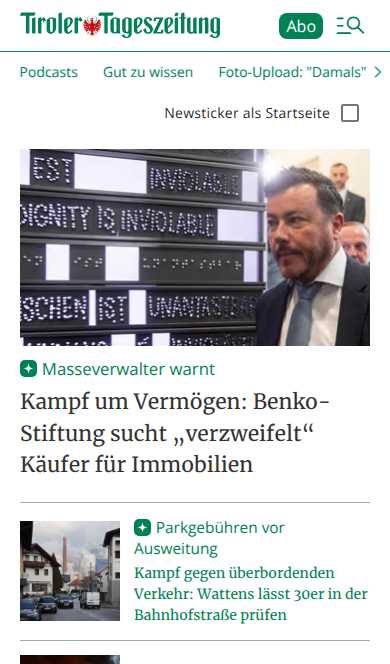 Tiroler Tageszeitung
Abo
Podcasts Gut zu wissen Foto-Upload: "Damals"
Newsticker als Startseite
EST INVIOLABLE
DIGNITY IS INVIOLABLE
SCHEN IST UNANTASTBAR
Masseverwalter warnt
Kampf um Vermögen: Benko-
Stiftung sucht „verzweifelt“
Käufer für Immobilien
Parkgebühren vor
Ausweitung
Kampf gegen überbordenden
Verkehr: Wattens lässt 30er in der
Bahnhofstraße prüfen